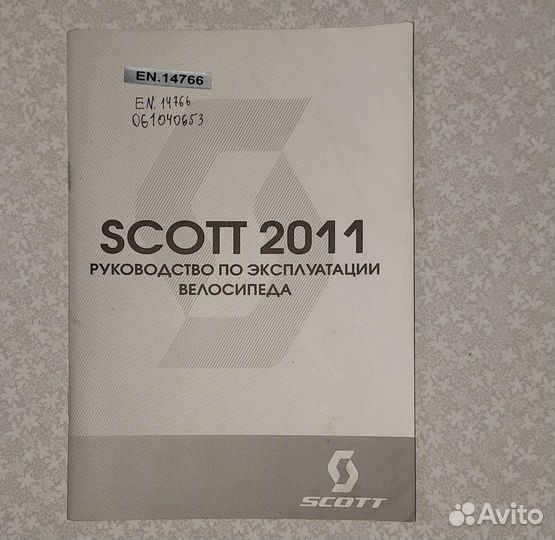 EN.14766
EN.14766
061040653
SCOTT 2011
РУКОВОДСТВО ПО ЭКСПЛУАТАЦИИ
ВЕЛОСИПЕДА
SCOTT
Avito